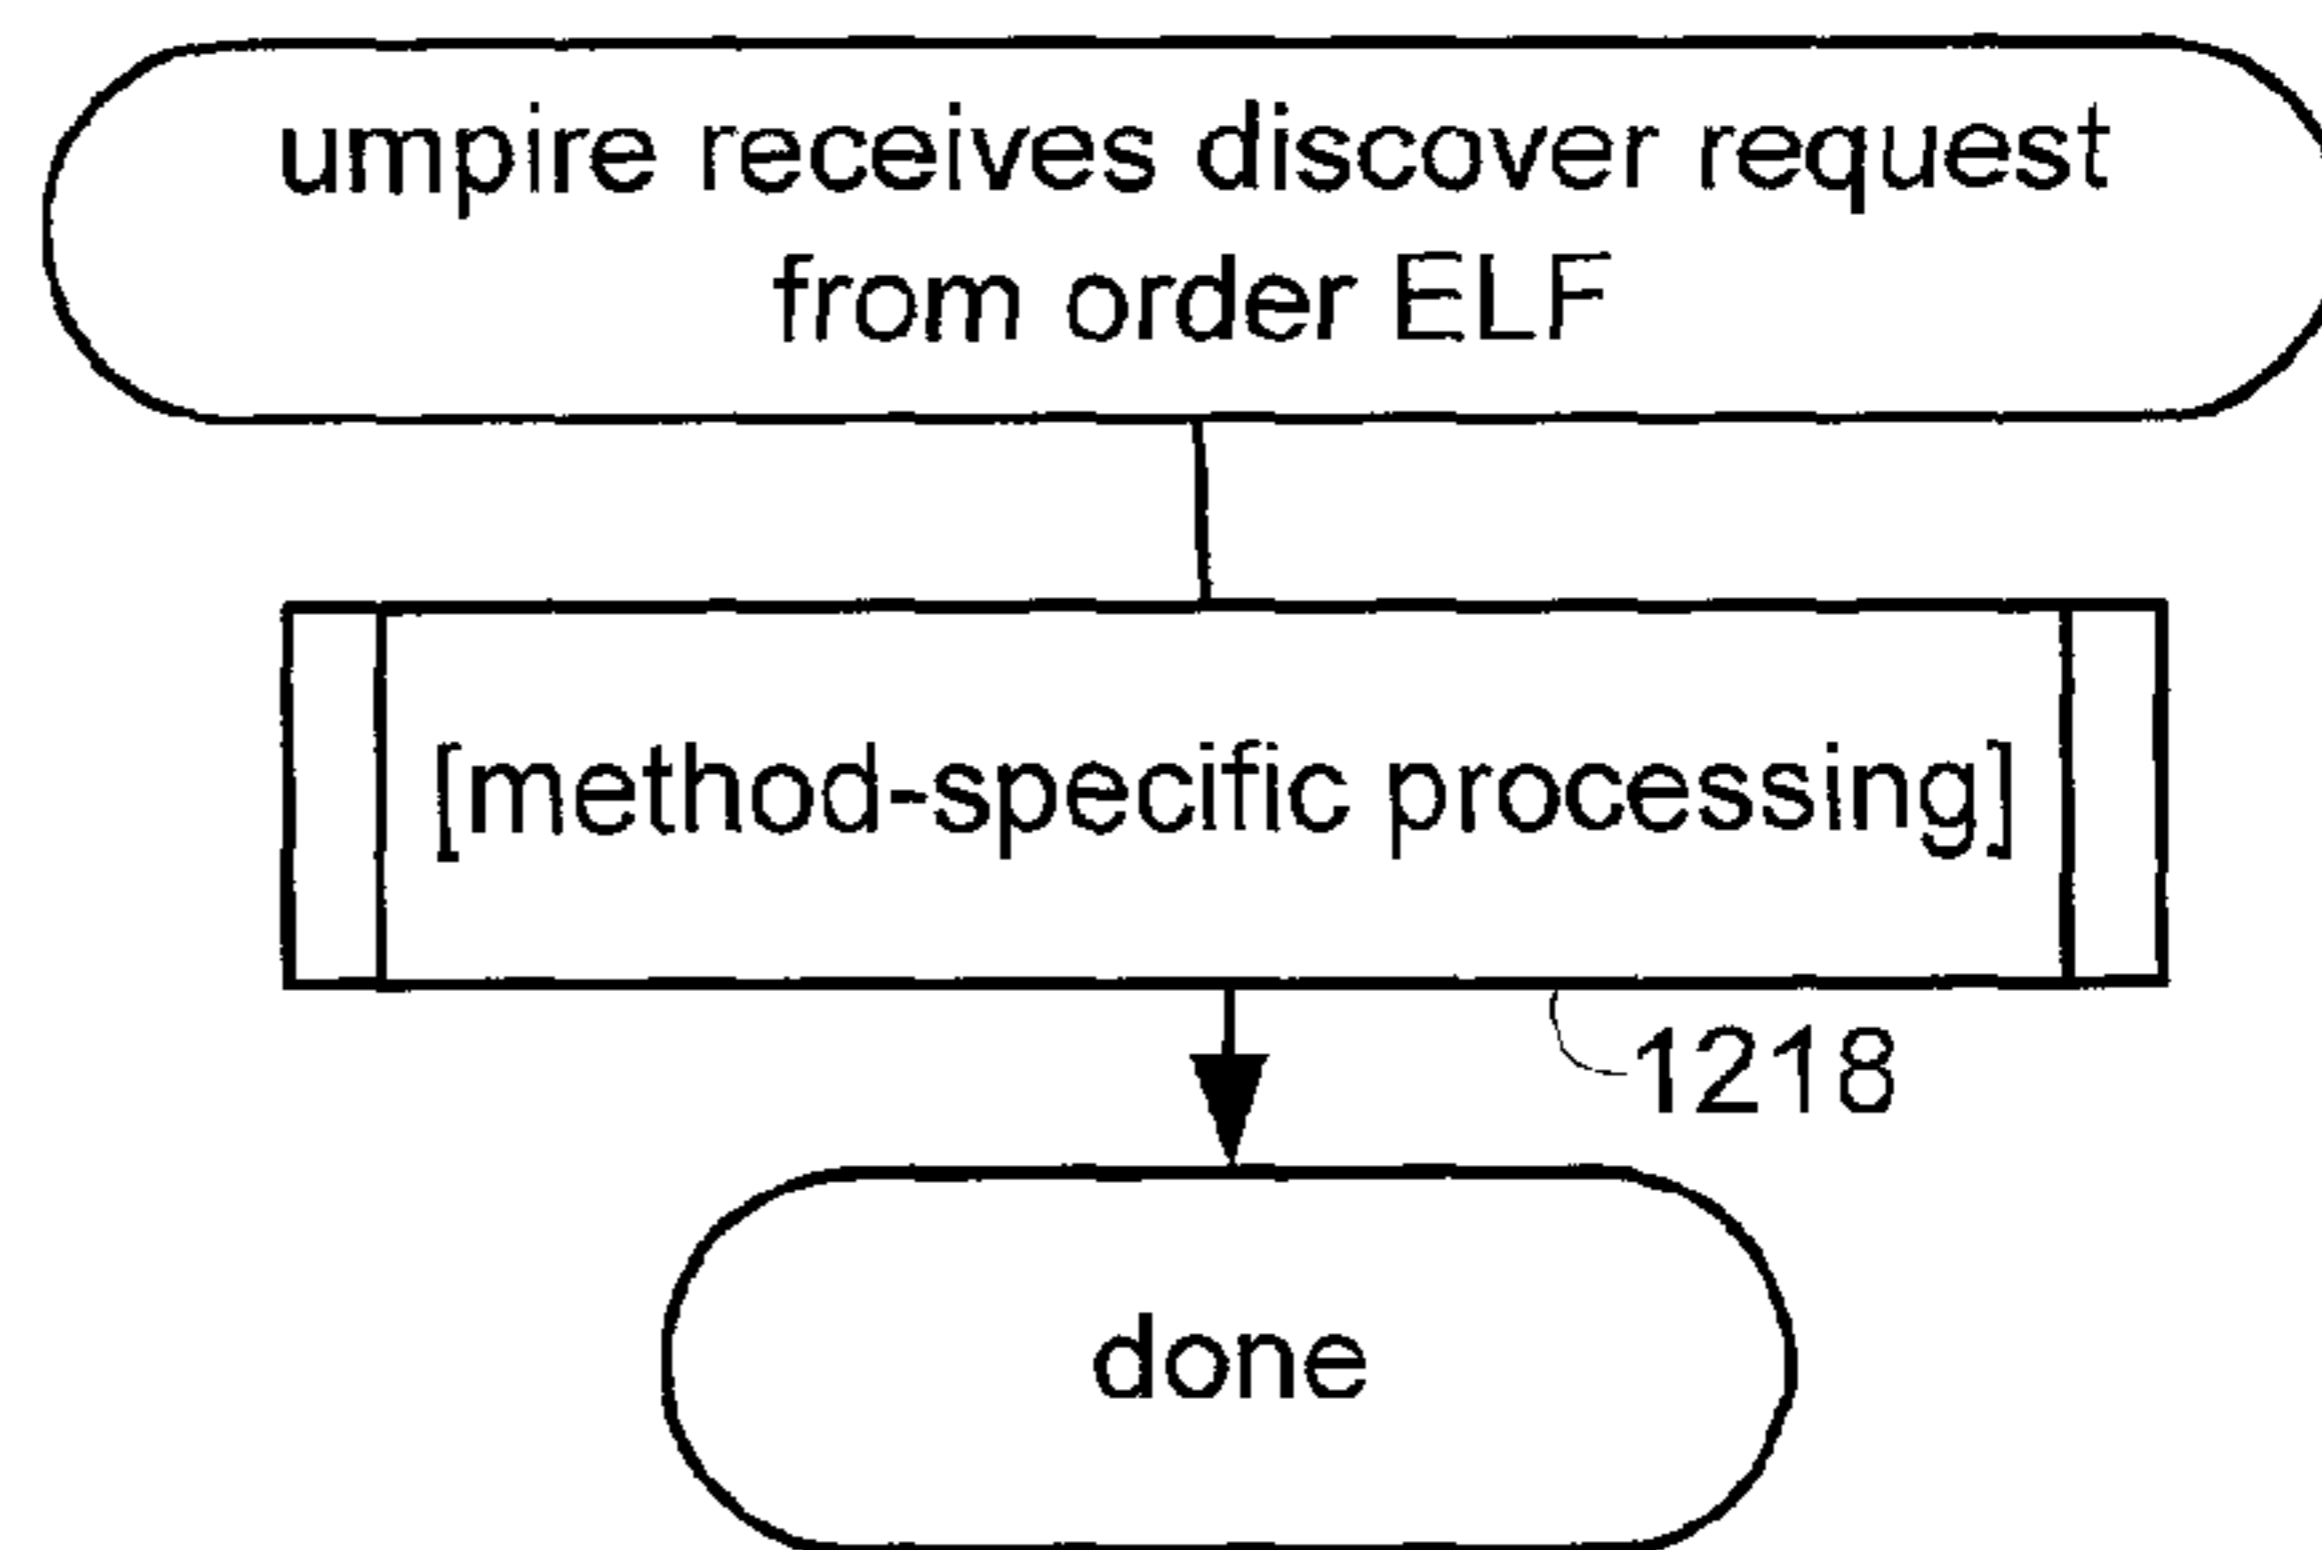 umpire receives discover request
from order ELF
[method-specific processing]
1218
done